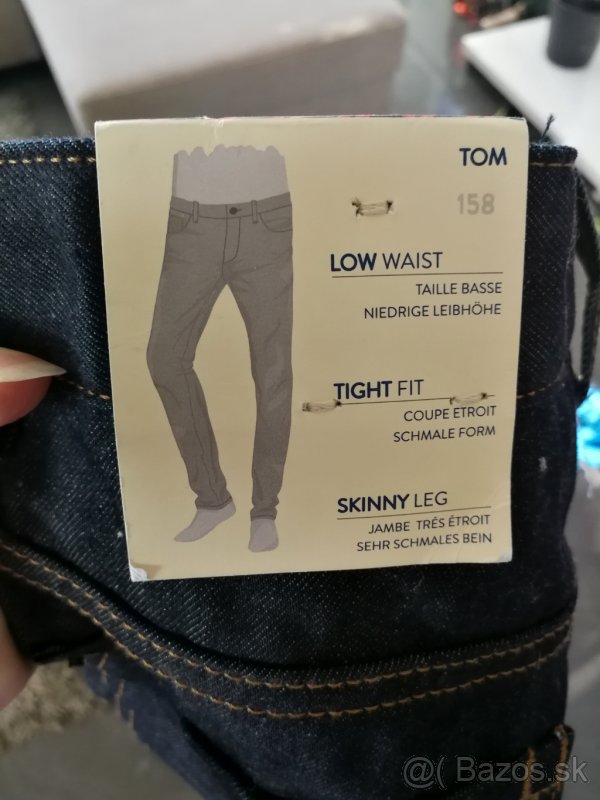 TOM
158
LOW WAIST
TAILLE BASSE
NIEDRIGE LEIBHÖHE
TIGHT FIT
COUPE ETROIT
SCHMALE FORM
SKINNY LEG
JAMBE TRÉS ÉTROIT
SEHR SCHMALES BEIN
@( Bazos.sk